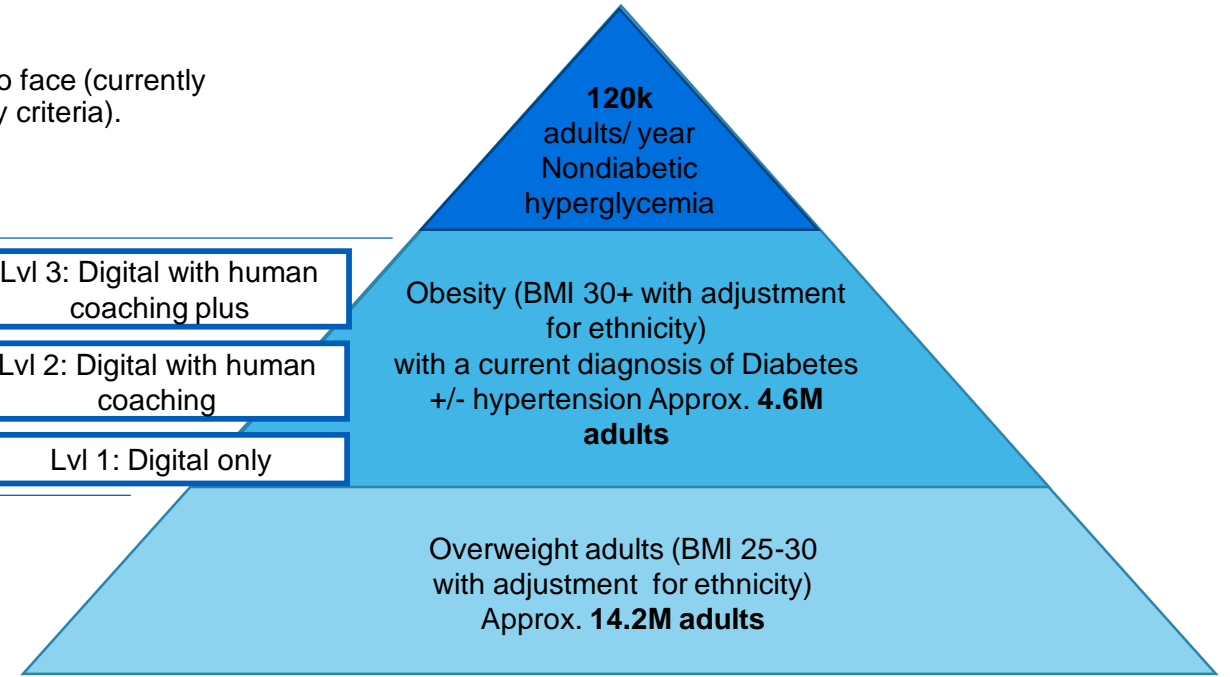 o face (currently
y criteria).
120k
adults/ year
Nondiabetic
hyperglycemia
Lvl 3: Digital with human
coaching plus
Lvl 2: Digital with human
coaching
Lvl 1: Digital only
Obesity (BMI 30+ with adjustment
for ethnicity)
with a current diagnosis of Diabetes
+/- hypertension Approx. 4.6M
adults
Overweight adults (BMI 25-30
with adjustment for ethnicity)
Approx. 14.2M adults